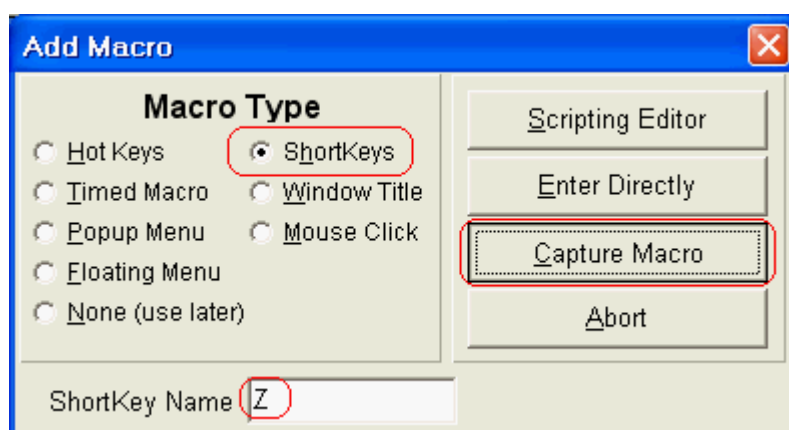 Add Macro
Macro Type
Hot Keys
ShortKeys
Timed Macro
Window Title
Popup Menu
Mouse Click
Floating Menu
None (use later)
Scripting Editor
Enter Directly
Capture Macro
Abort
ShortKey Name Z